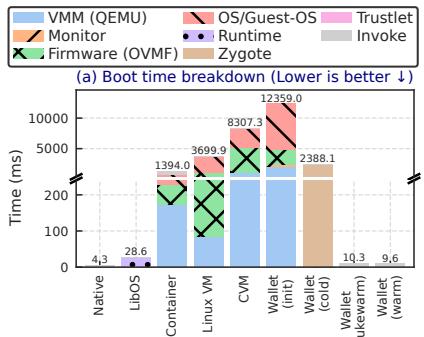 VMM (QEMU)
OS/Guest-OS
Trustlet
Monitor
Runtime
Invoke
Firmware (OVMF)
Zygote
(a) Boot time breakdown (Lower is better ↓)
Time (ms)
10000
5000
200
100
0
4.3
28.6
1394.0
3699.9
8307.3
12359.0
2388.1
10.3
9.6
Native
LibOS
Container
Linux VM
CVM
Wallet
(init)
Wallet
(cold)
Wallet
(lukewarm)
Wallet
(warm)